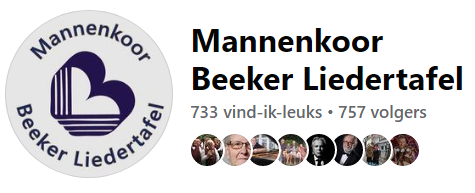 Mannenkoor
Beeker Liedertafel
Mannenkoor
Beeker Liedertafel
733 vind-ik-leuks • 757 volgers